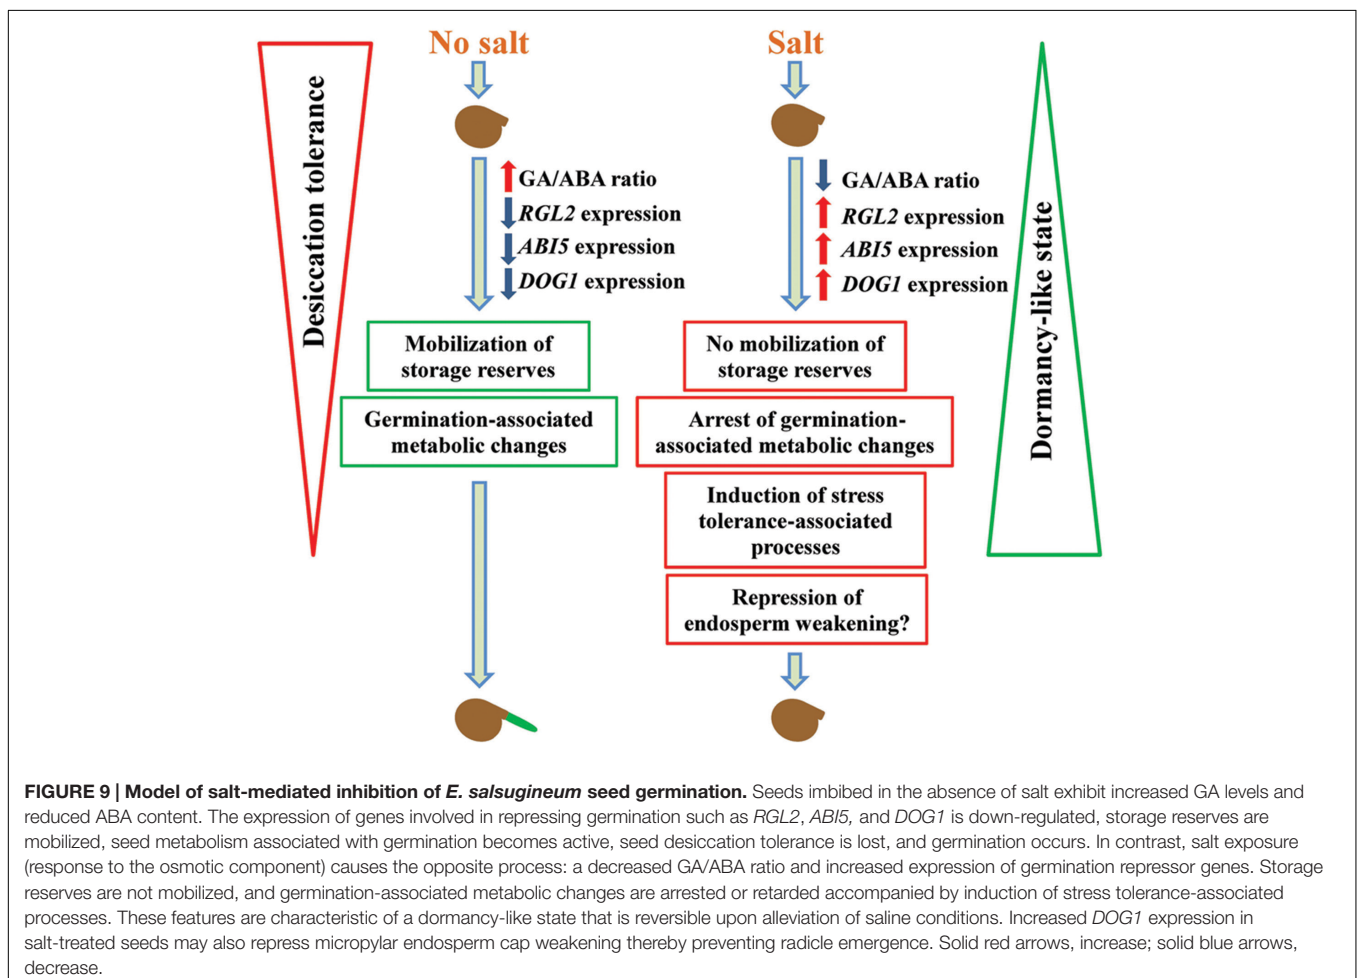 No salt
Salt
Desiccation tolerance
GA/ABA ratio
RGL2 expression
ABI5 expression
DOG1 expression
GA/ABA ratio
RGL2 expression
ABI5 expression
DOG1 expression
Dormancy-like state
Mobilization of
storage reserves
Germination-associated
metabolic changes
No mobilization of
storage reserves
Arrest of germination-
associated metabolic changes
Induction of stress
tolerance-associated
processes
Repression of
endosperm weakening?
FIGURE 9 | Model of salt-mediated inhibition of E. salsugineum seed germination. Seeds imbibed in the absence of salt exhibit increased GA levels and
reduced ABA content. The expression of genes involved in repressing germination such as RGL2, ABI5, and DOG1 is down-regulated, storage reserves are
mobilized, seed metabolism associated with germination becomes active, seed desiccation tolerance is lost, and germination occurs. In contrast, salt exposure
(response to the osmotic component) causes the opposite process: a decreased GA/ABA ratio and increased expression of germination repressor genes. Storage
reserves are not mobilized, and germination-associated metabolic changes are arrested or retarded accompanied by induction of stress tolerance-associated
processes. These features are characteristic of a dormancy-like state that is reversible upon alleviation of saline conditions. Increased DOG1 expression in
salt-treated seeds may also repress micropylar endosperm cap weakening thereby preventing radicle emergence. Solid red arrows, increase; solid blue arrows,
decrease.